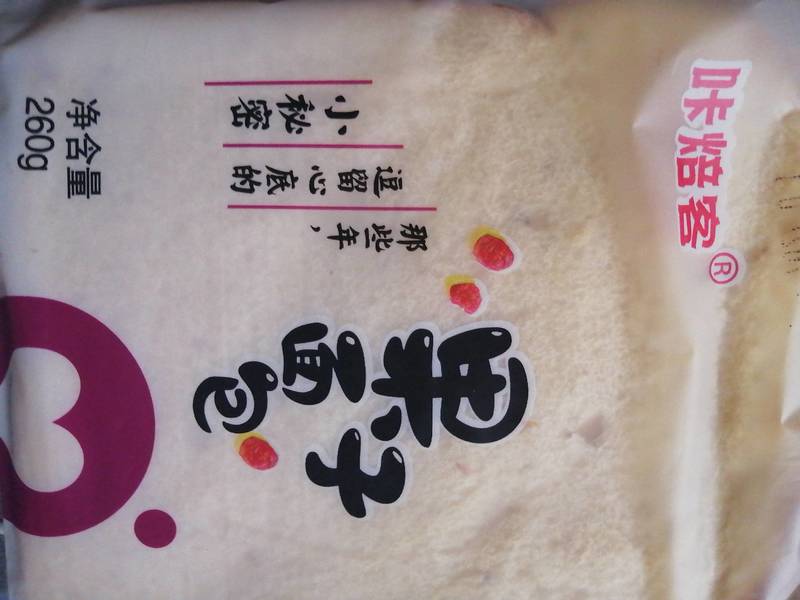 咔焙客®
果子
面包
那些年，
逗留心底的
小秘密
净含量
260g